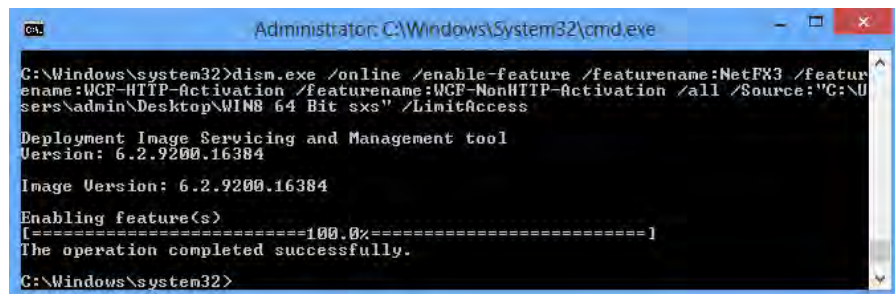 C:\.
Administrator: C:\Windows\System32\cmd.exe
C:\Windows\system32>dism.exe /online /enable-feature /featurename:NetFX3 /featur
ename:WCF-HTTP-Activation /featurename:WCF-NonHTTP-Activation /all /Source:"C:\U
sers\admin\Desktop\WIN8 64 Bit sxs" /LimitAccess
Deployment Image Servicing and Management tool
Version: 6.2.9200.16384
Image Version: 6.2.9200.16384
Enabling feature(s)
[==========================100.0%==========================]
The operation completed successfully.
C:\Windows\system32>